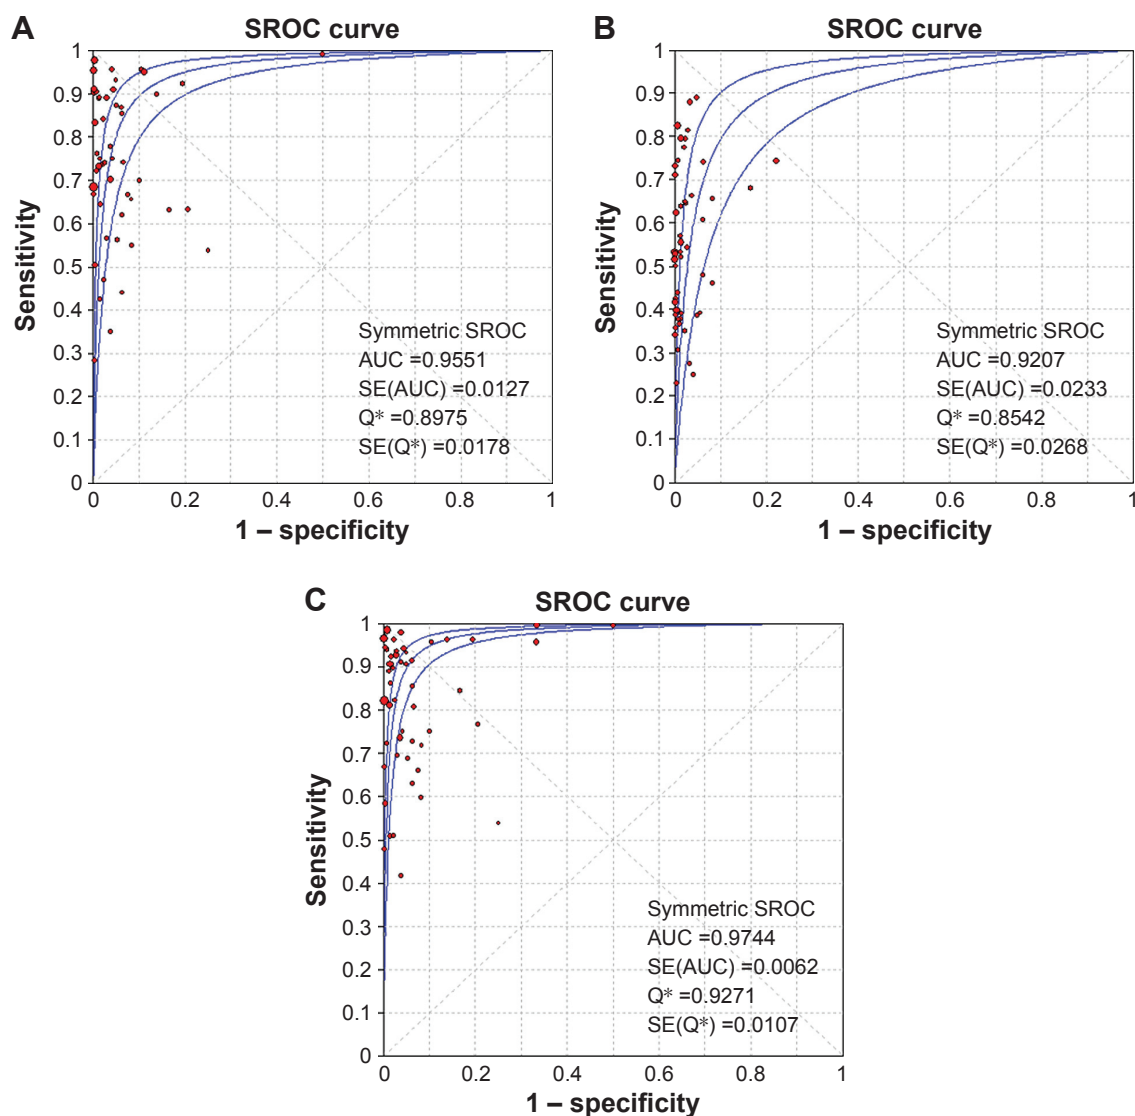 A
SROC curve
1
0.9
0.8
0.7
0.6
0.5
0.4
0.3
0.2
0.1
0
Sensitivity
Symmetric SROC
AUC =0.9551
SE(AUC) =0.0127
Q* =0.8975
SE(Q*) =0.0178
0 0.2 0.4 0.6 0.8 1
1 – specificity
B
SROC curve
1
0.9
0.8
0.7
0.6
0.5
0.4
0.3
0.2
0.1
0
Sensitivity
Symmetric SROC
AUC =0.9207
SE(AUC) =0.0233
Q* =0.8542
SE(Q*) =0.0268
0 0.2 0.4 0.6 0.8 1
1 – specificity
C
SROC curve
1
0.9
0.8
0.7
0.6
0.5
0.4
0.3
0.2
0.1
0
Sensitivity
Symmetric SROC
AUC =0.9744
SE(AUC) =0.0062
Q* =0.9271
SE(Q*) =0.0107
0 0.2 0.4 0.6 0.8 1
1 – specificity